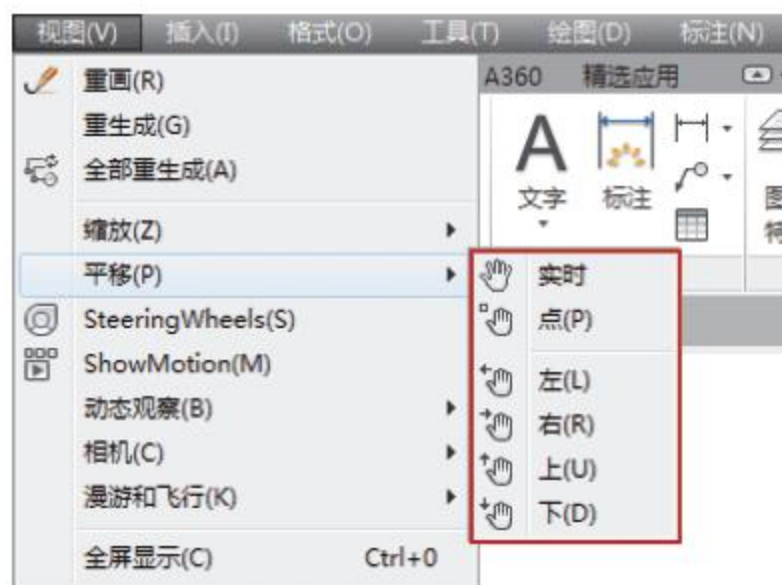 视图(V) 插入(I) 格式(O) 工具(T) 绘图(D) 标注(N)
A360 精选应用
重画(R)
重生成(G)
全部重生成(A)
文字 标注
缩放(Z)
平移(P)
SteeringWheels(S)
ShowMotion(M)
动态观察(B)
相机(C)
漫游和飞行(K)
全屏显示(C) Ctrl+0
实时
点(P)
左(L)
右(R)
上(U)
下(D)